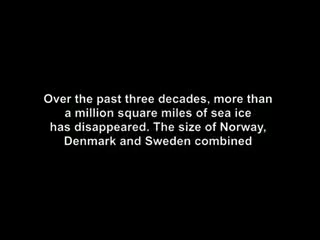 Over the past three decades, more than
a million square miles of sea ice
has disappeared. The size of Norway,
Denmark and Sweden combined